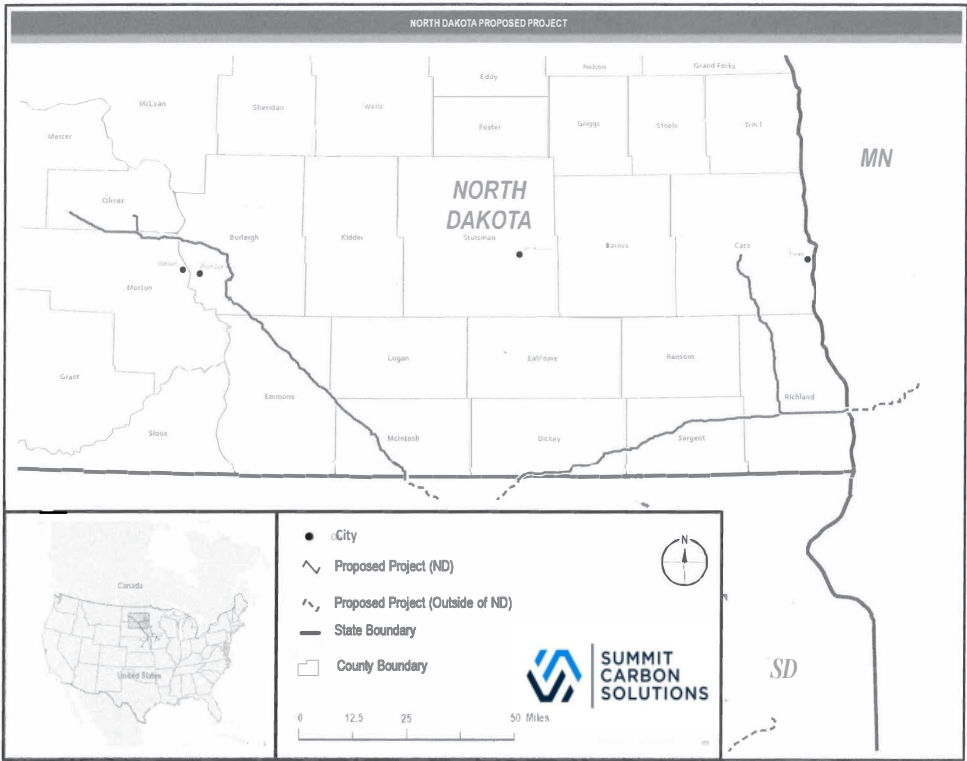 NORTH DAKOTA PROPOSED PROJECT
Nelson
Grand Forks
Eddy
McLean
Sheridan
Wells
Foster
Griggs
Steele
Mercer
MN
NORTH
DAKOTA
Oliver
Burleigh
Kidder
Stutsman
Barnes
Cass
Morton
Logan
LaMoure
Ransom
Grant
Emmons
Richland
Sioux
McIntosh
Dickey
Sargent
City
Proposed Project (ND)
Proposed Project (Outside of ND)
State Boundary
County Boundary
0 12.5 25 50 Miles
N
SUMMIT
CARBON
SOLUTIONS
Canada
United States
SD